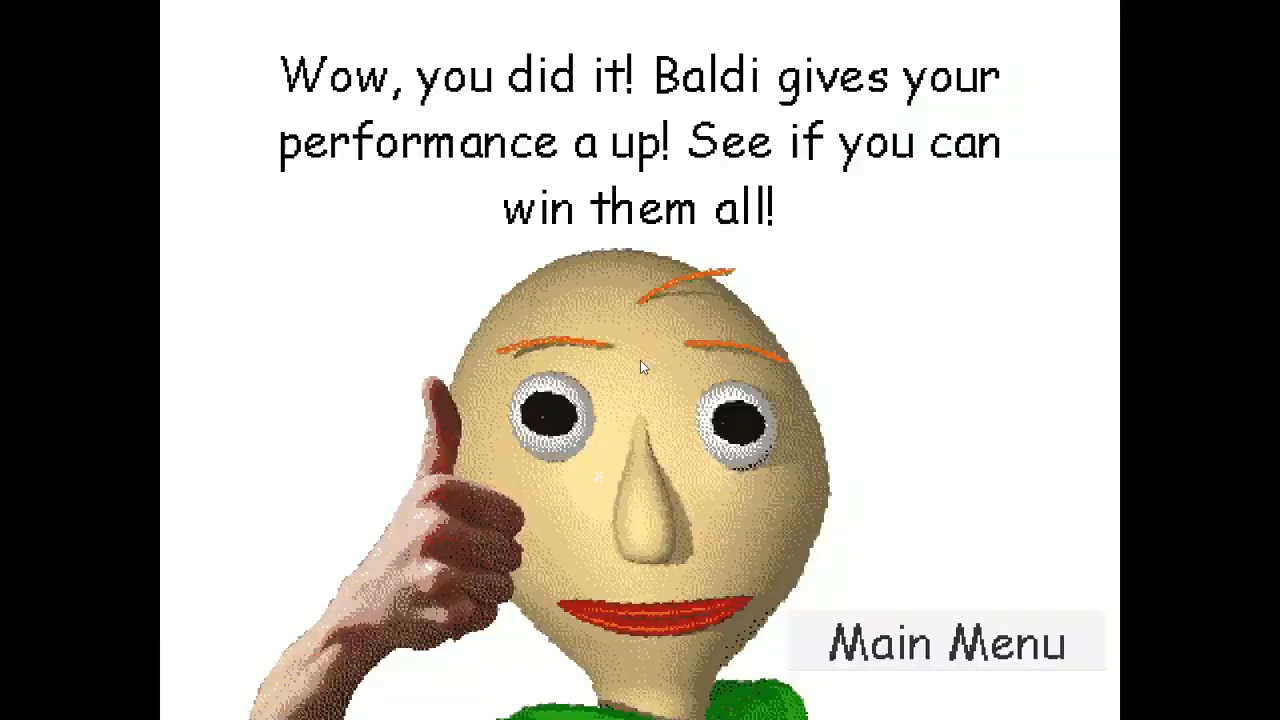 Wow, you did it! Baldi gives your
performance a up! See if you can
win them all!
Main Menu